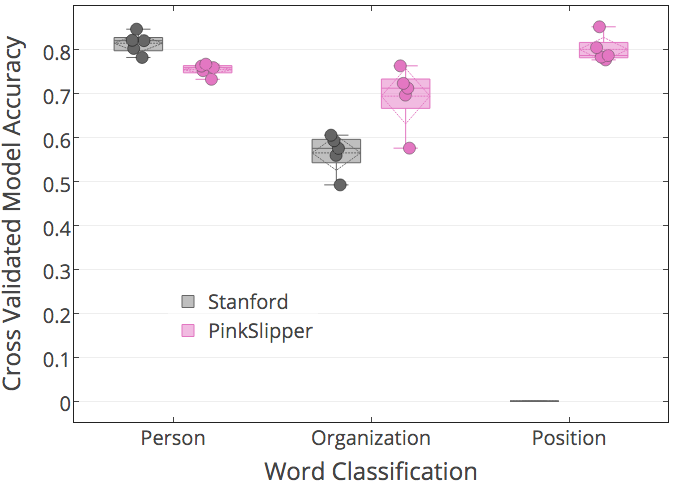 Cross Validated Model Accuracy
0.8
0.7
0.6
0.5
0.4
0.3
0.2
0.1
0
Stanford
PinkSlipper
Person Organization Position
Word Classification